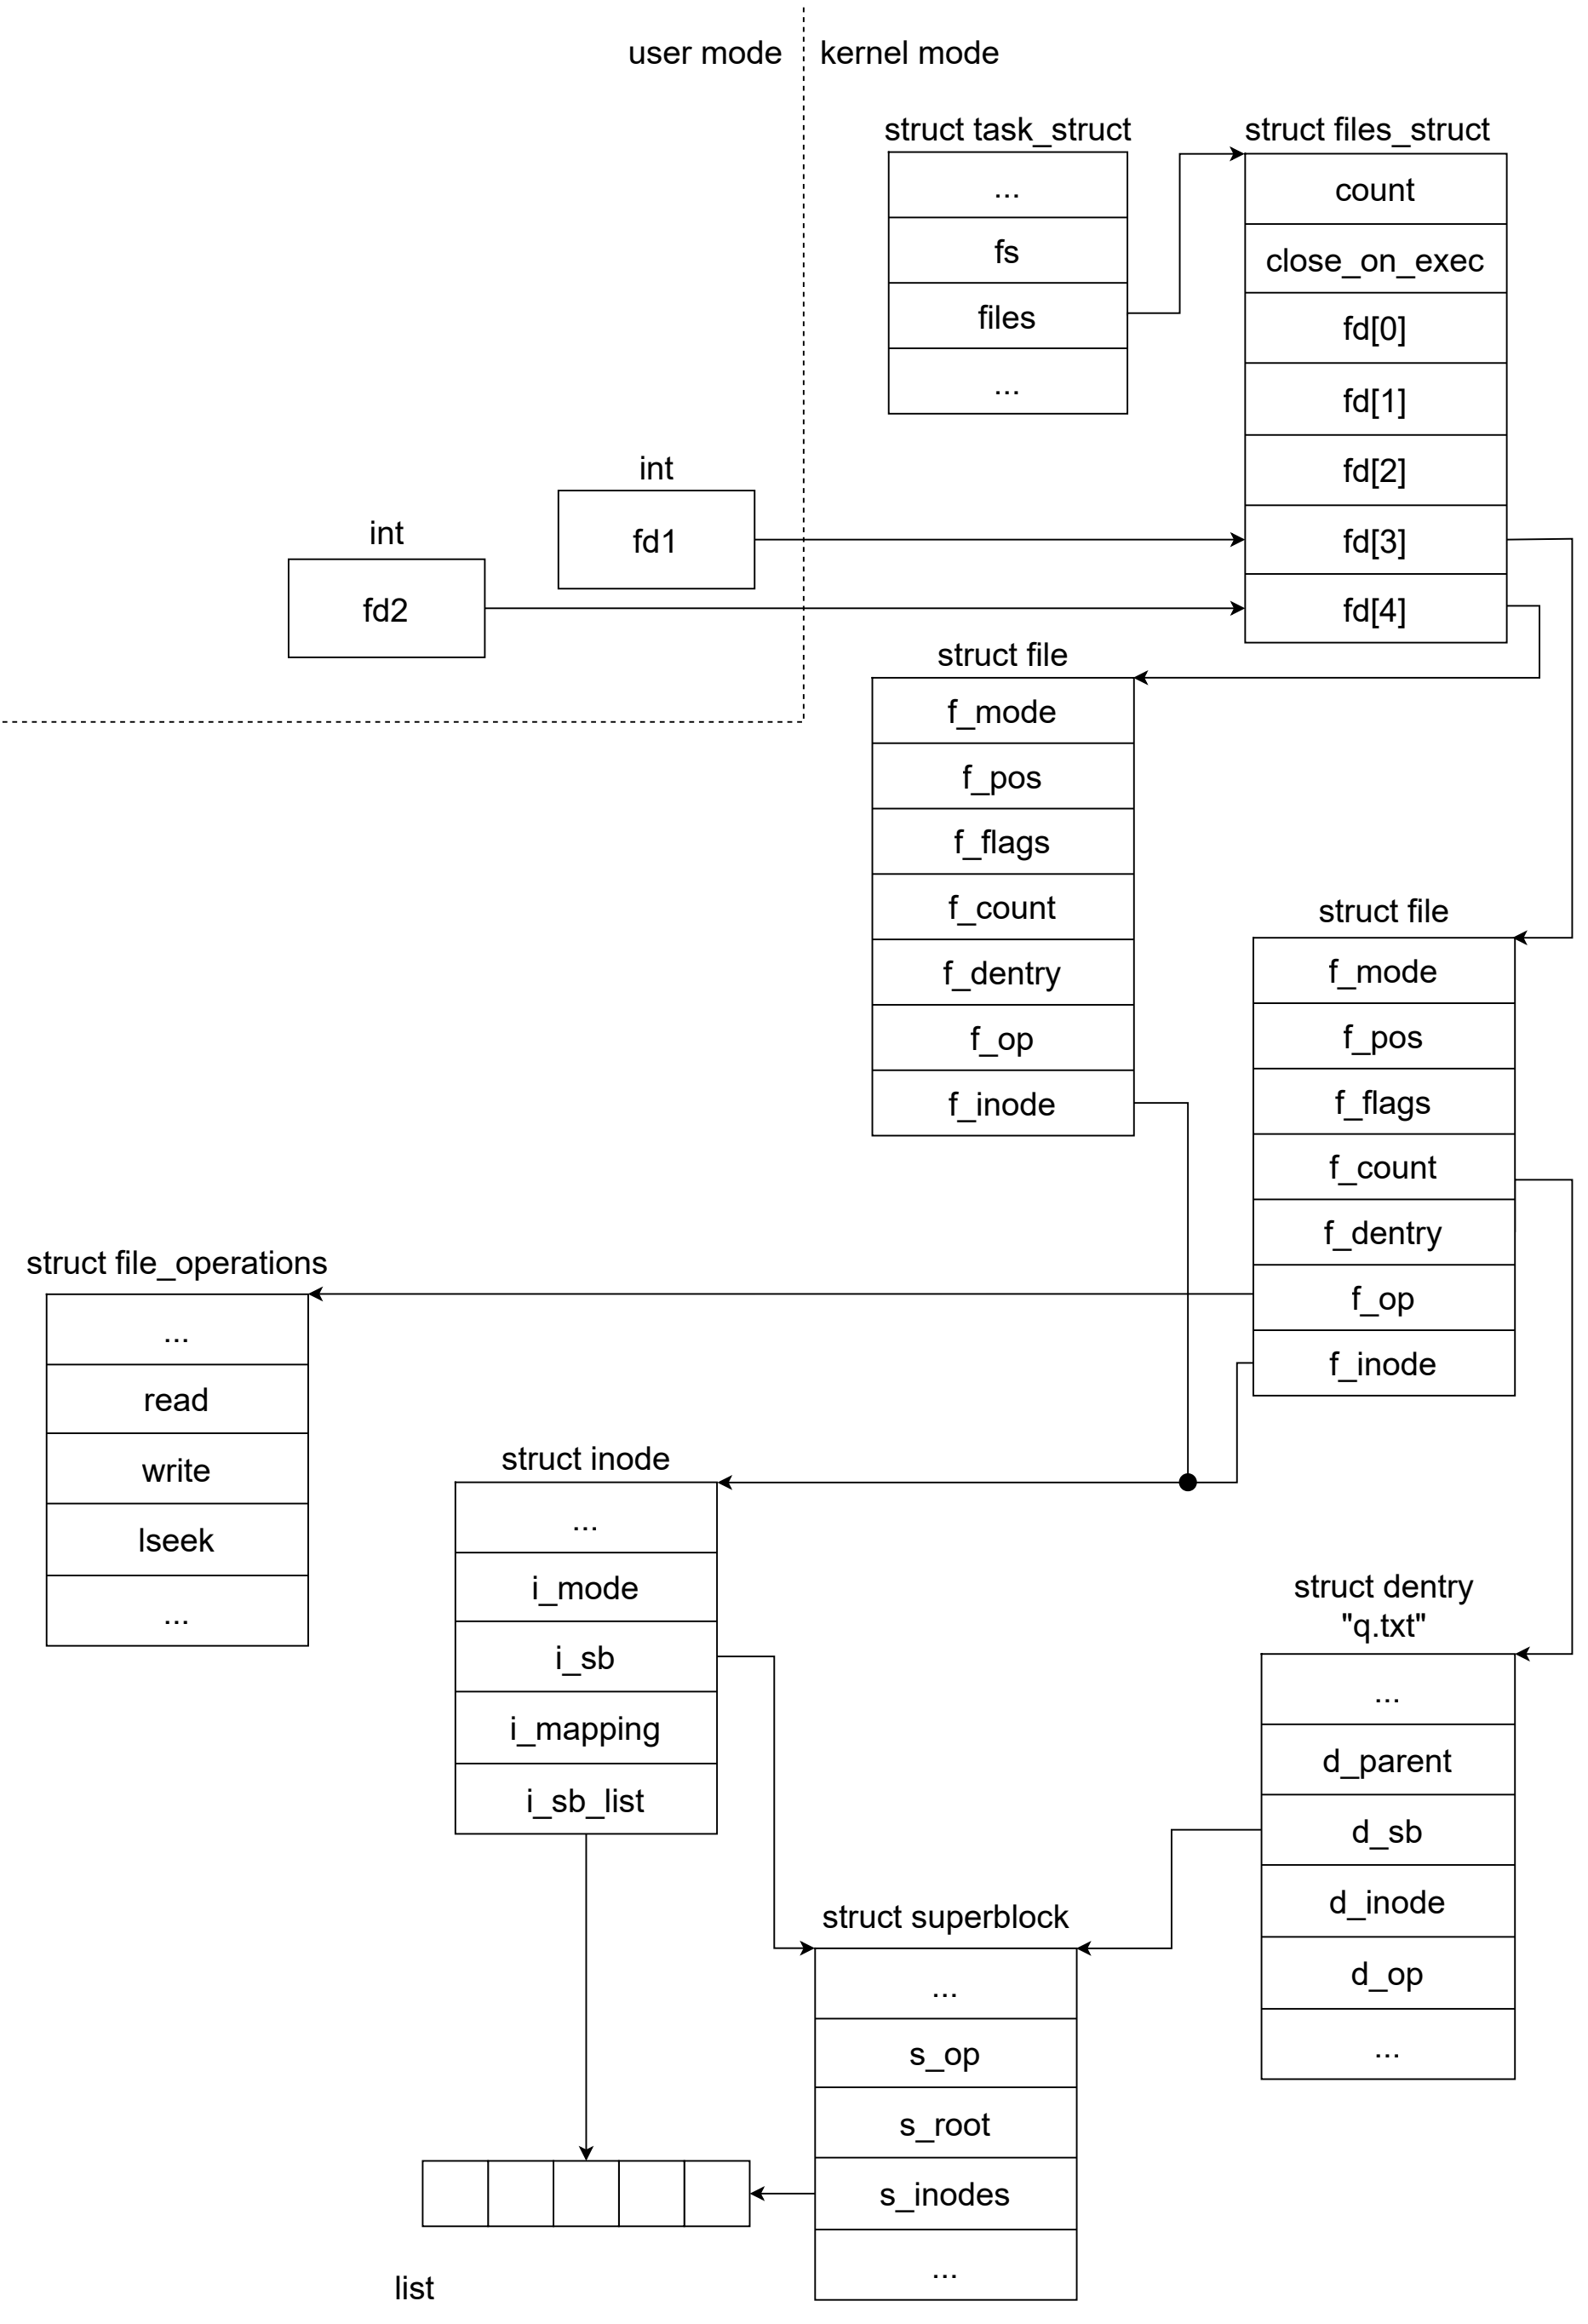 user mode
kernel mode
struct task_struct
...
fs
files
...
struct files_struct
count
close_on_exec
fd[0]
fd[1]
fd[2]
fd[3]
fd[4]
int
fd1
int
fd2
struct file
f_mode
f_pos
f_flags
f_count
f_dentry
f_op
f_inode
struct file
f_mode
f_pos
f_flags
f_count
f_dentry
f_op
f_inode
struct file_operations
...
read
write
lseek
...
struct inode
...
i_mode
i_sb
i_mapping
i_sb_list
struct dentry
"q.txt"
...
d_parent
d_sb
d_inode
d_op
...
struct superblock
...
s_op
s_root
s_inodes
...
list